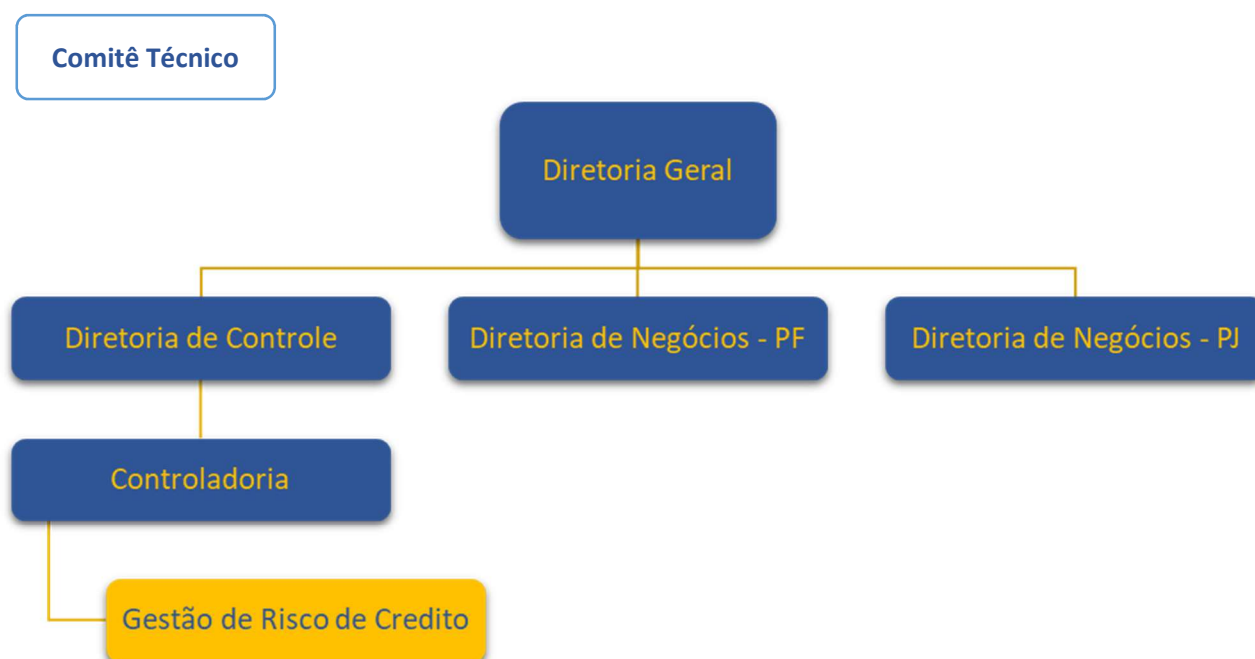 Comitê Técnico
Diretoria Geral
Diretoria de Controle
Diretoria de Negócios - PF
Diretoria de Negócios - PJ
Controladoria
Gestão de Risco de Credito